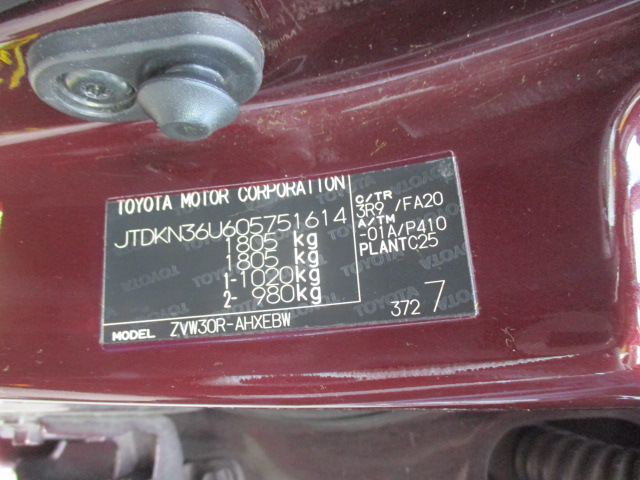 TOYOTA MOTOR CORPORATION
JTDKN36U605751614
1805 kg
1805 kg
1-1020kg
2- 980kg
MODEL ZVW30R-AHXEBW
C/TR
3R9 /FA20
A/TM
-01A/P410
PLANTC25
372 7